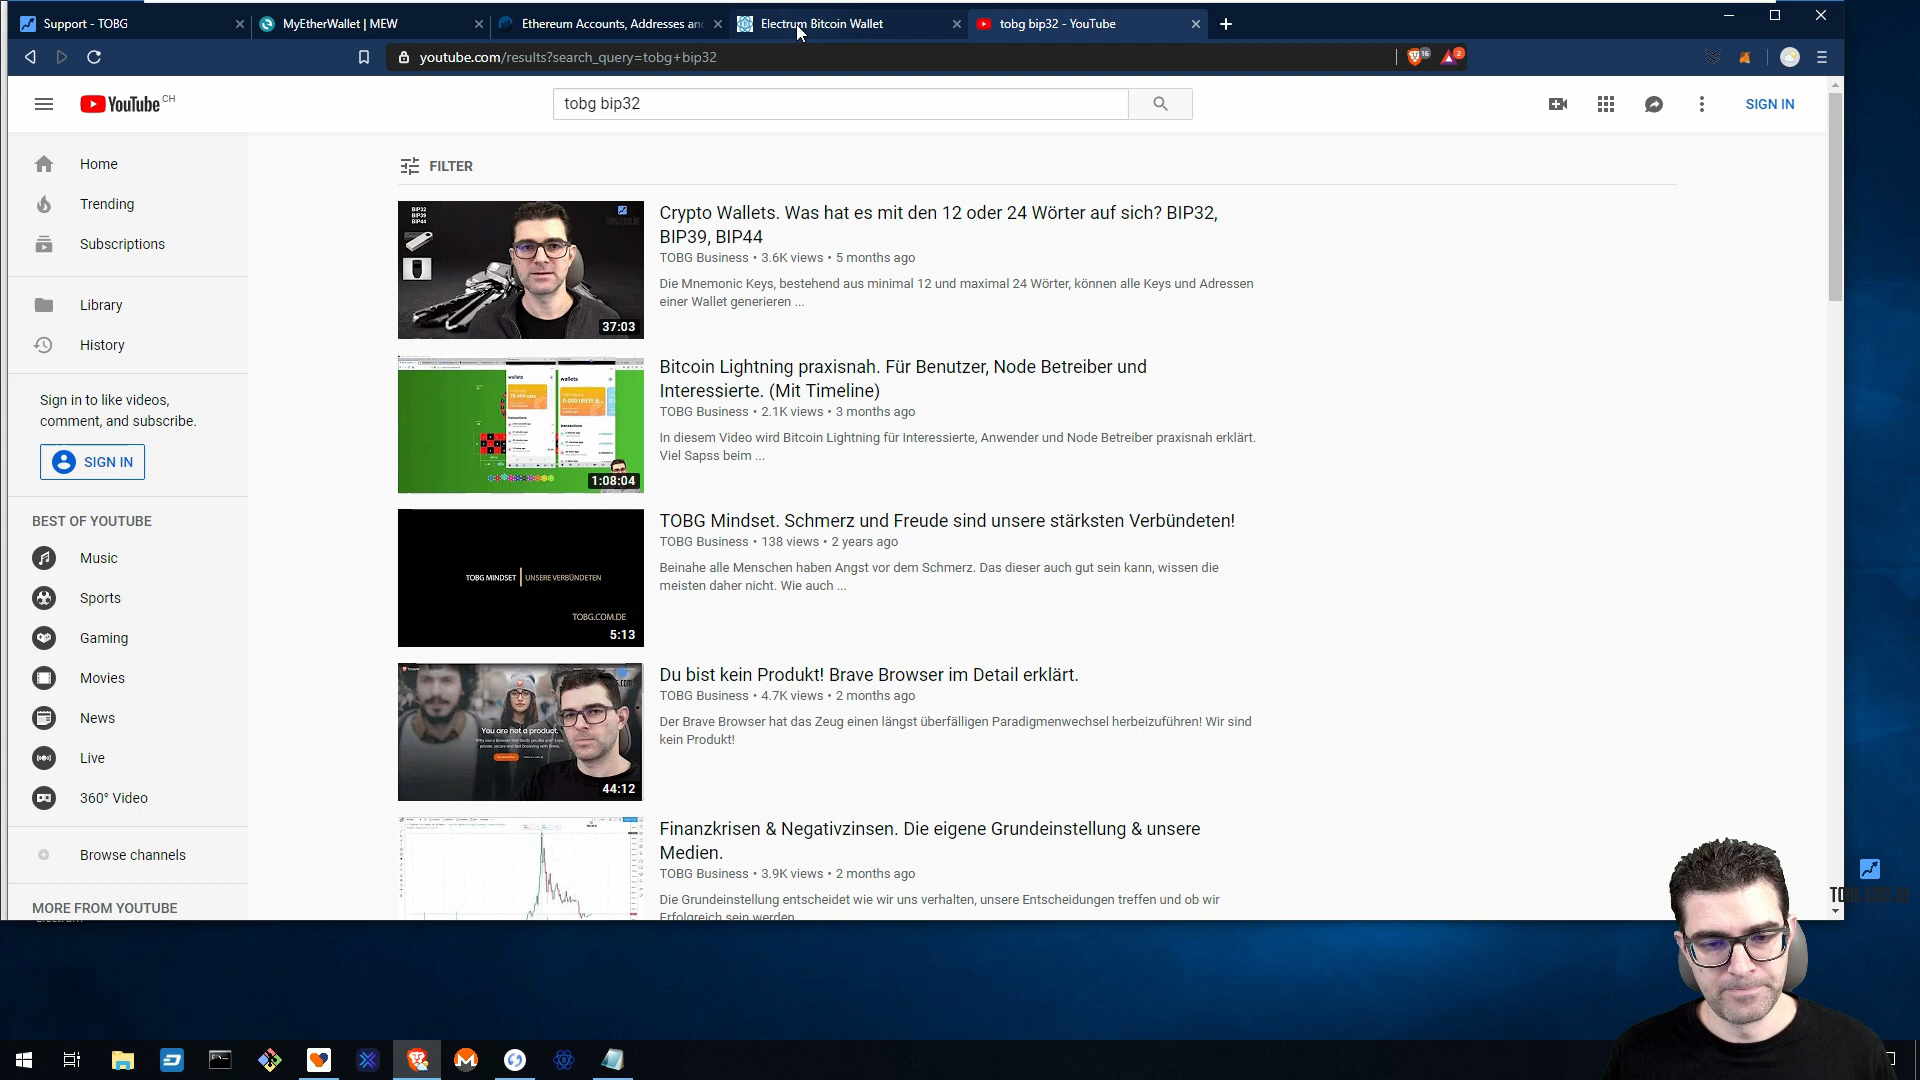 Support - TOBG
MyEtherWallet | MEW
Ethereum Accounts, Addresses an
Electrum Bitcoin Wallet
tobg bip32 - YouTube
youtube.com/results?search_query=tobg+bip32
16
2
YouTube CH
tobg bip32
SIGN IN
Home
Trending
Subscriptions
Library
History
Sign in to like videos,
comment, and subscribe.
SIGN IN
BEST OF YOUTUBE
Music
Sports
Gaming
Movies
News
Live
360° Video
Browse channels
MORE FROM YOUTUBE
FILTER
BIP32
BIP39
BIP44
37:03
Crypto Wallets. Was hat es mit den 12 oder 24 Wörter auf sich? BIP32,
BIP39, BIP44
TOBG Business • 3.6K views • 5 months ago
Die Mnemonic Keys, bestehend aus minimal 12 und maximal 24 Wörter, können alle Keys und Adressen
einer Wallet generieren ...
wallets
wallets
1:08:04
Bitcoin Lightning praxisnah. Für Benutzer, Node Betreiber und
Interessierte. (Mit Timeline)
TOBG Business • 2.1K views • 3 months ago
In diesem Video wird Bitcoin Lightning für Interessierte, Anwender und Node Betreiber praxisnah erklärt.
Viel Sapss beim ...
TOBG MINDSET | UNSERE VERBÜNDETEN
TOBG.COM.DE
5:13
TOBG Mindset. Schmerz und Freude sind unsere stärksten Verbündeten!
TOBG Business • 138 views • 2 years ago
Beinahe alle Menschen haben Angst vor dem Schmerz. Das dieser auch gut sein kann, wissen die
meisten daher nicht. Wie auch ...
You are not a product.
44:12
Du bist kein Produkt! Brave Browser im Detail erklärt.
TOBG Business • 4.7K views • 2 months ago
Der Brave Browser hat das Zeug einen längst überfälligen Paradigmenwechsel herbeizuführen! Wir sind
kein Produkt!
Finanzkrisen & Negativzinsen. Die eigene Grundeinstellung & unsere
Medien.
TOBG Business • 3.9K views • 2 months ago
Die Grundeinstellung entscheidet wie wir uns verhalten, unsere Entscheidungen treffen und ob wir
Erfolgreich sein werden
TOBG.COM.DE